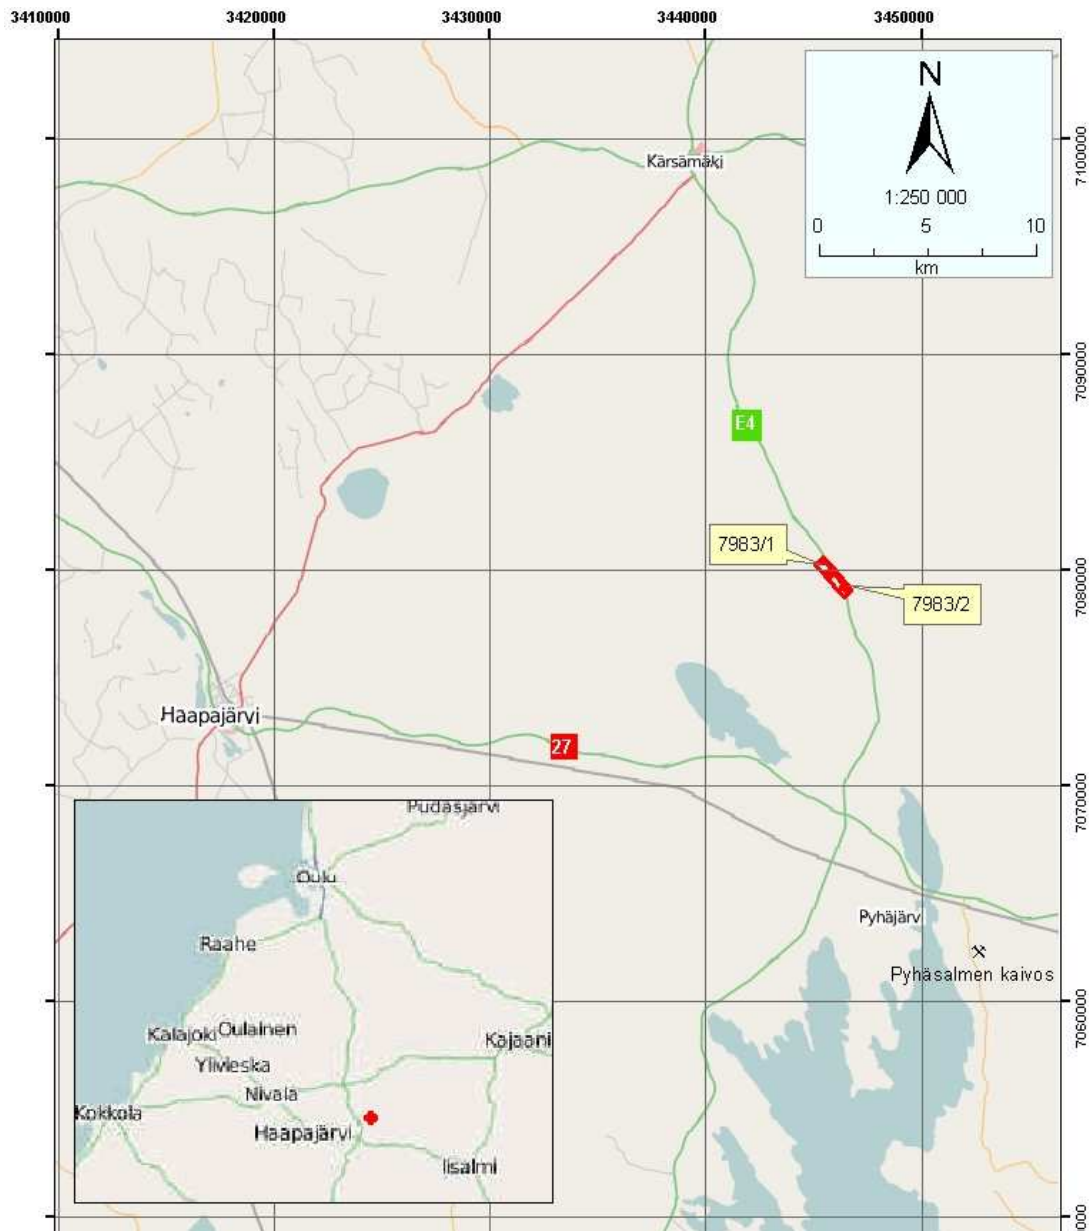 3410000 3420000 3430000 3440000 3450000
N
1:250 000
0 5 10
km
7100000
Kärsämäki
7090000
E4
7983/1
7080000
7983/2
Haapajärvi
27
7070000
Pyhäjärvi
Pyhäsalmen kaivos
7060000
Pudasjärvi
Oulu
Raahe
Kalajoki
Oulainen
Kajaani
Ylivieska
Nivala
Kokkola
Haapajärvi
Iisalmi